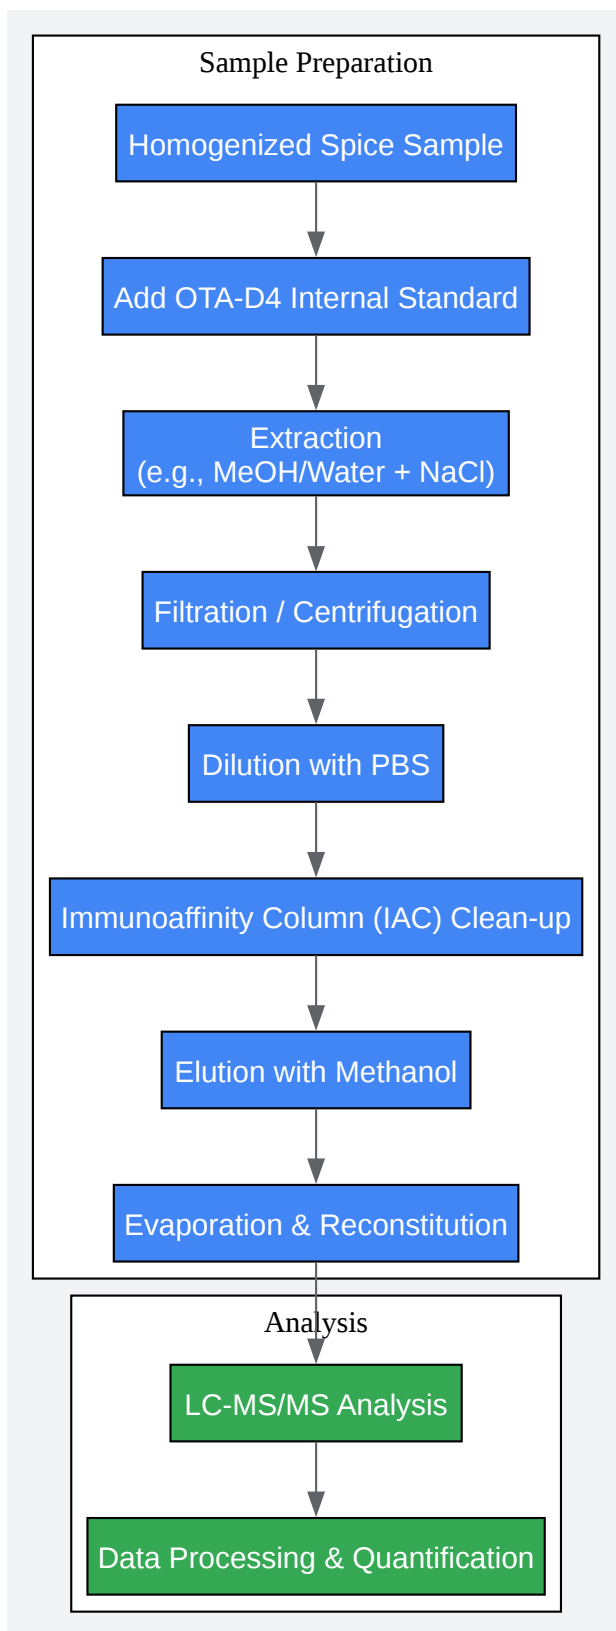 Sample Preparation
Homogenized Spice Sample
Add OTA-D4 Internal Standard
Extraction
(e.g., MeOH/Water + NaCl)
Filtration / Centrifugation
Dilution with PBS
Immunoaffinity Column (IAC) Clean-up
Elution with Methanol
Evaporation & Reconstitution
Analysis
LC-MS/MS Analysis
Data Processing & Quantification